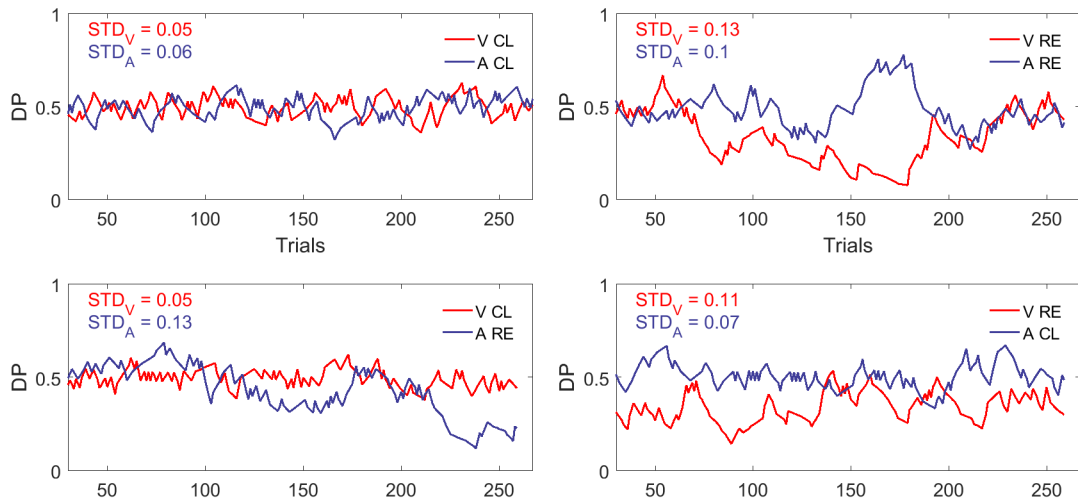 1
STD_V = 0.05
STD_A = 0.06
V CL
A CL
DP
0.5
0
50
100
150
200
250
Trials
1
STD_V = 0.13
STD_A = 0.1
V RE
A RE
DP
0.5
0
50
100
150
200
250
Trials
1
STD_V = 0.05
STD_A = 0.13
V CL
A RE
DP
0.5
0
50
100
150
200
250
1
STD_V = 0.11
STD_A = 0.07
V RE
A CL
DP
0.5
0
50
100
150
200
250